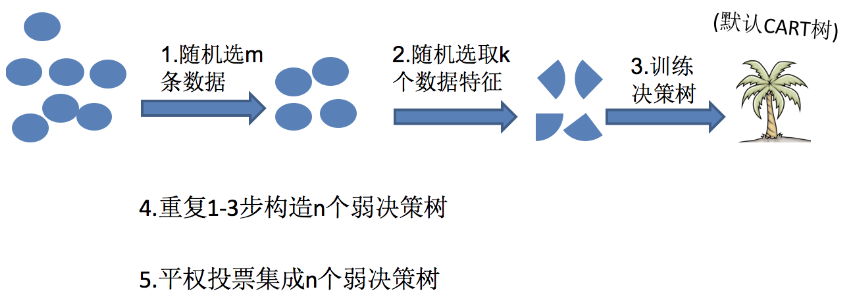 (默认CART树)
1.随机选m
条数据
2.随机选取k
个数据特征
3.训练
决策树
4.重复1-3步构造n个弱决策树
5.平权投票集成n个弱决策树